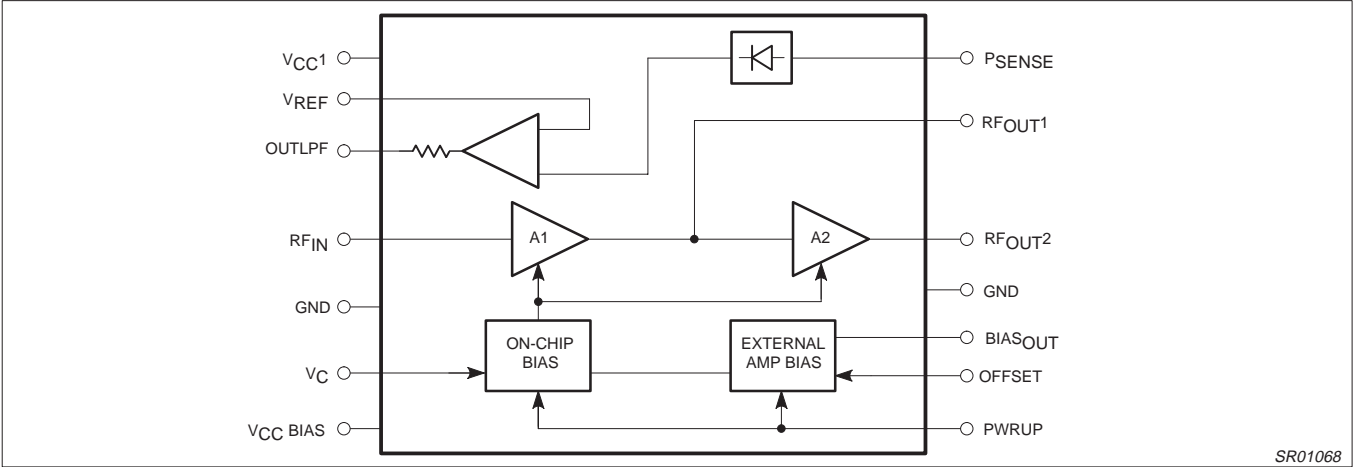 VCC1
VREF
OUTLPF
RFIN
GND
VC
VCC BIAS
A1
A2
ON-CHIP
BIAS
EXTERNAL
AMP BIAS
PSENSE
RFOUT1
RFOUT2
GND
BIASOUT
OFFSET
PWRUP
SR01068